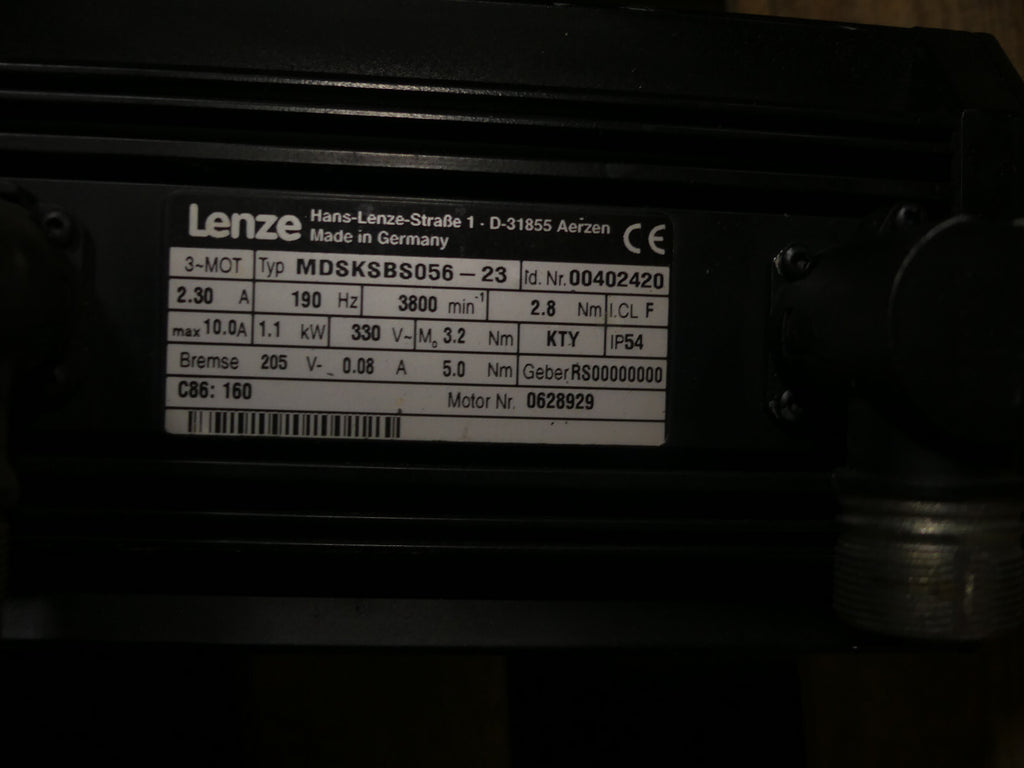 Lenze Hans-Lenze-Straße 1 · D-31855 Aerzen
Made in Germany CE
3~MOT Typ MDSKSBS056-23 Id. Nr. 00402420
2.30 A 190 Hz 3800 min-1 2.8 Nm I.CL F
max 10.0A 1.1 kW 330 V~ M0 3.2 Nm KTY IP54
Bremse 205 V- 0.08 A 5.0 Nm Geber RS00000000
C86: 160 Motor Nr. 0628929